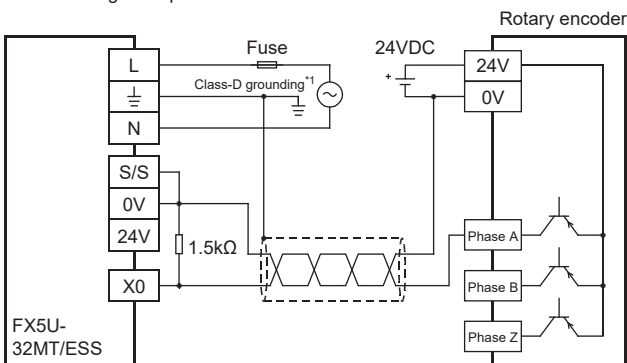 Rotary encoder
Fuse
24VDC
L
Class-D grounding*1
N
+
24V
0V
S/S
0V
24V
1.5kΩ
X0
Phase A
Phase B
Phase Z
FX5U-
32MT/ESS